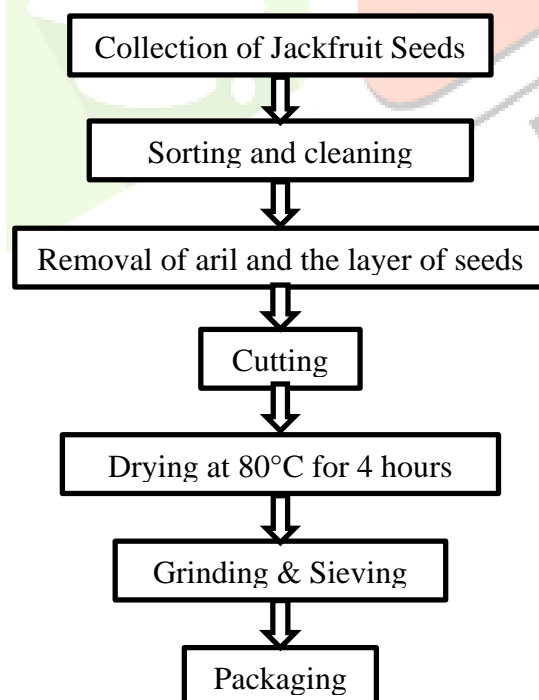 Collection of Jackfruit Seeds
Sorting and cleaning
Removal of aril and the layer of seeds
Cutting
Drying at 80°C for 4 hours
Grinding & Sieving
Packaging